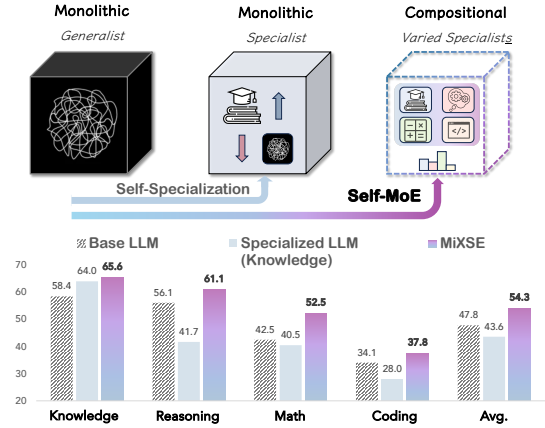 Monolithic
Generalist
Monolithic
Specialist
Compositional
Varied Specialists
</>
Self-Specialization
Self-MoE
Base LLM
Specialized LLM
(Knowledge)
MiXSE
70
60
50
40
30
20
58.4
64.0
65.6
56.1
41.7
61.1
42.5
40.5
52.5
34.1
28.0
37.8
47.8
43.6
54.3
Knowledge
Reasoning
Math
Coding
Avg.